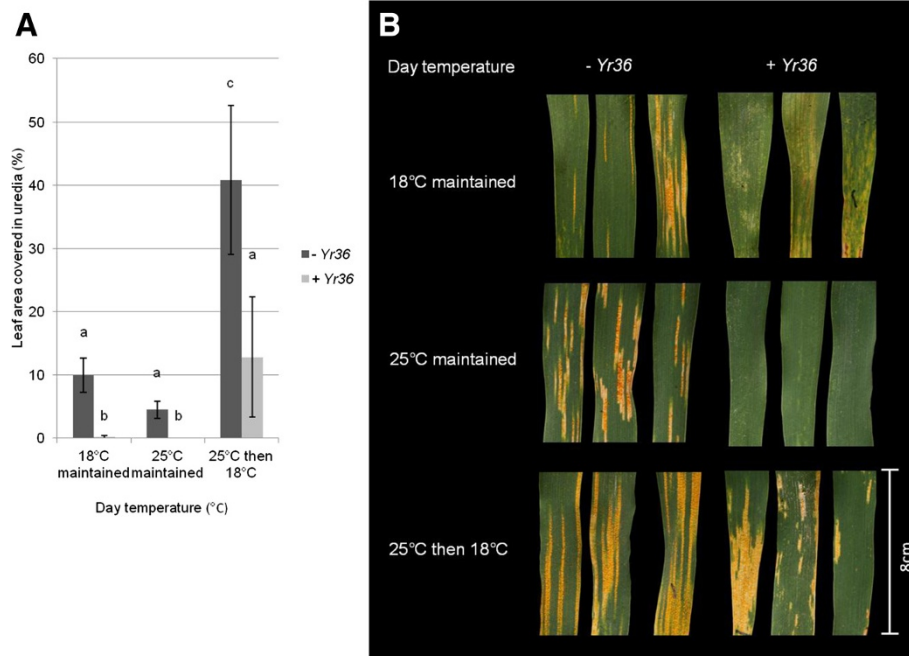 A
60
50
40
30
20
10
0
Leaf area covered in uredia (%)
a
b
a
b
c
a
18°C maintained
25°C maintained
25°C then 18°C
Day temperature (°C)
- Yr36
+ Yr36
B
Day temperature
- Yr36
+ Yr36
18°C maintained
25°C maintained
25°C then 18°C
8cm